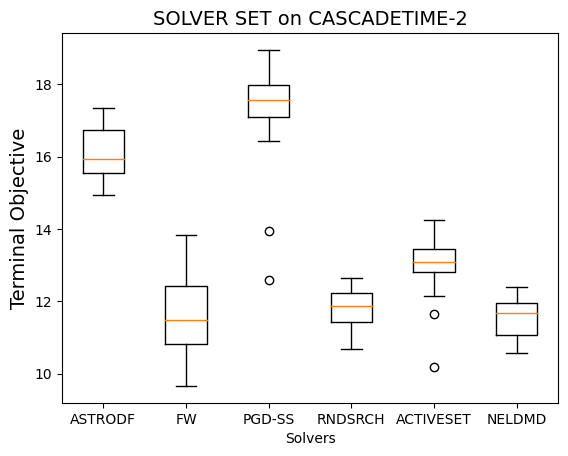 SOLVER SET on CASCADETIME-2
Terminal Objective
18
16
14
12
10
ASTRODF FW PGD-SS RNDSRCH ACTIVESET NELDMD
Solvers